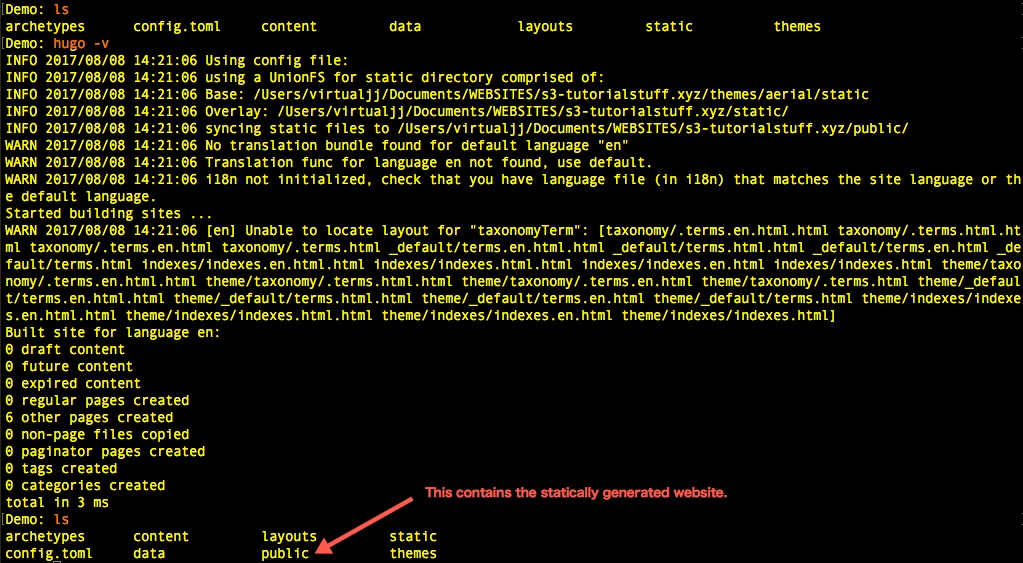 Demo: ls
archetypes config.toml content data layouts static themes
Demo: hugo -v
INFO 2017/08/08 14:21:06 Using config file:
INFO 2017/08/08 14:21:06 using a UnionFS for static directory comprised of:
INFO 2017/08/08 14:21:06 Base: /Users/virtualjj/Documents/WEBSITES/s3-tutorialstuff.xyz/themes/aerial/static
INFO 2017/08/08 14:21:06 Overlay: /Users/virtualjj/Documents/WEBSITES/s3-tutorialstuff.xyz/static/
INFO 2017/08/08 14:21:06 syncing static files to /Users/virtualjj/Documents/WEBSITES/s3-tutorialstuff.xyz/public/
WARN 2017/08/08 14:21:06 No translation bundle found for default language "en"
WARN 2017/08/08 14:21:06 Translation func for language en not found, use default.
WARN 2017/08/08 14:21:06 i18n not initialized, check that you have language file (in i18n) that matches the site language or th
e default language.
Started building sites ...
WARN 2017/08/08 14:21:06 [en] Unable to locate layout for "taxonomyTerm": [taxonomy/.terms.en.html.html taxonomy/.terms.html.ht
ml taxonomy/.terms.en.html taxonomy/.terms.html _default/terms.en.html.html _default/terms.html.html _default/terms.en.html _de
fault/terms.html indexes/indexes.en.html.html indexes/indexes.html.html indexes/indexes.en.html indexes/indexes.html theme/taxo
nomy/.terms.en.html.html theme/taxonomy/.terms.html.html theme/taxonomy/.terms.en.html theme/taxonomy/.terms.html theme/_defaul
t/terms.en.html.html theme/_default/terms.html.html theme/_default/terms.en.html theme/_default/terms.html theme/indexes/indexe
s.en.html.html theme/indexes/indexes.html.html theme/indexes/indexes.en.html theme/indexes/indexes.html]
Built site for language en:
0 draft content
0 future content
0 expired content
0 regular pages created
6 other pages created
0 non-page files copied
0 paginator pages created
0 tags created
0 categories created
total in 3 ms
This contains the statically generated website.
Demo: ls
archetypes content layouts static
config.toml data public themes